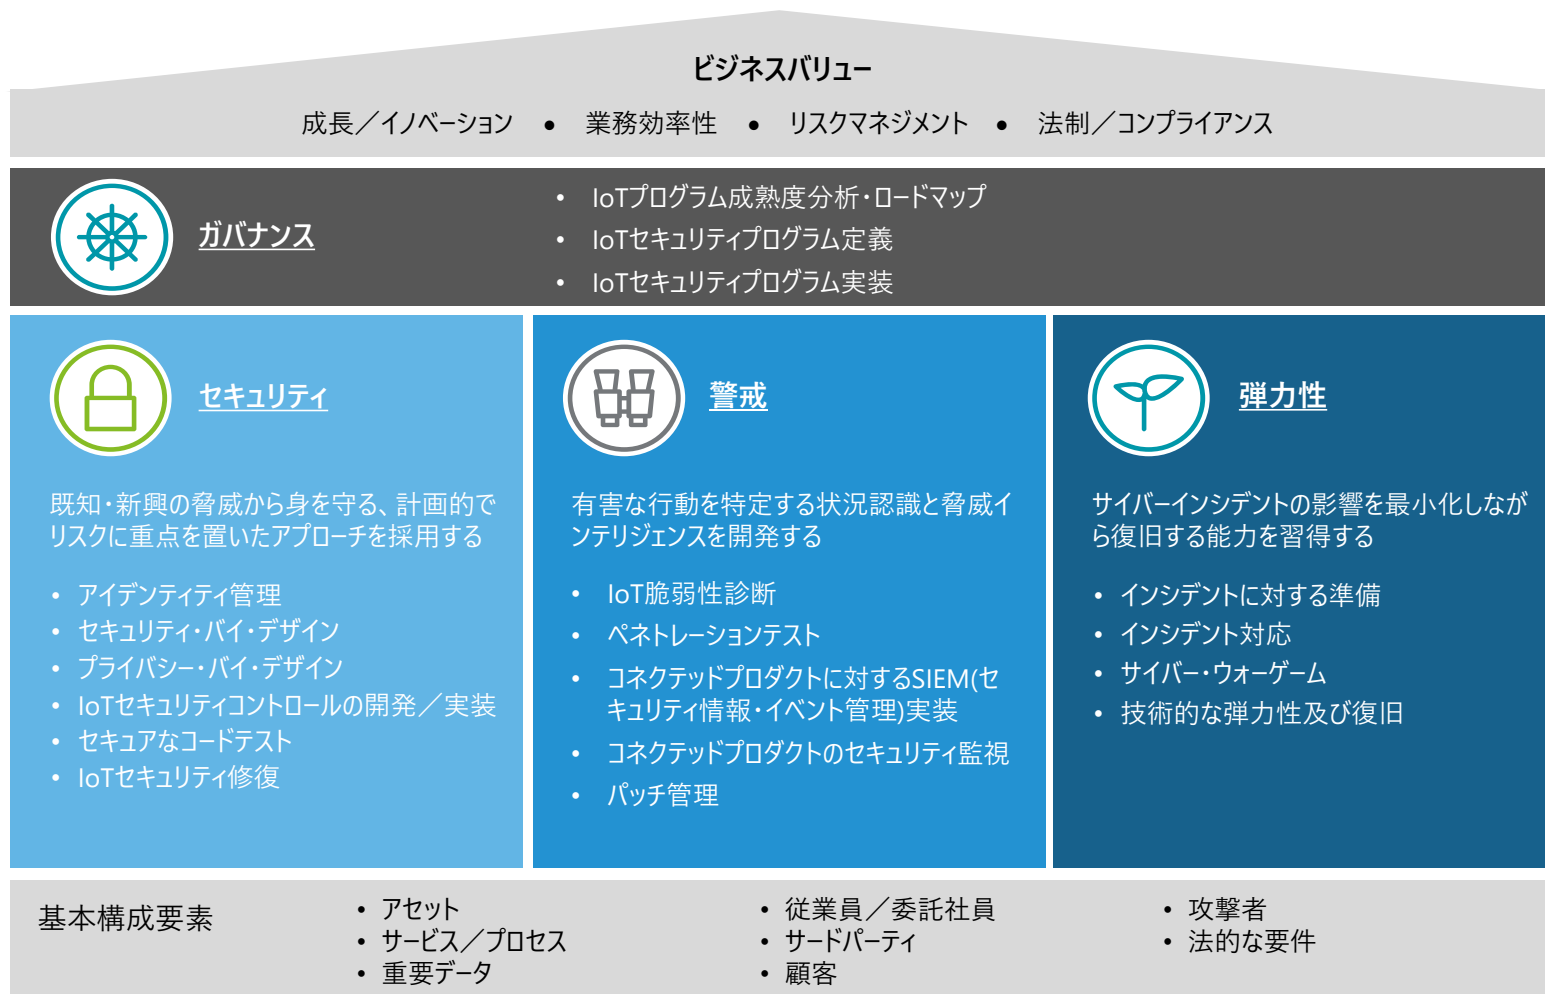 ビジネスバリュー
成長／イノベーション ● 業務効率性 ● リスクマネジメント ● 法制／コンプライアンス
ガバナンス
• IoTプログラム成熟度分析・ロードマップ
• IoTセキュリティプログラム定義
• IoTセキュリティプログラム実装
セキュリティ
既知・新興の脅威から身を守る、計画的で
リスクに重点を置いたアプローチを採用する
• アイデンティティ管理
• セキュリティ・バイ・デザイン
• プライバシー・バイ・デザイン
• IoTセキュリティコントロールの開発／実装
• セキュアなコードテスト
• IoTセキュリティ修復
警戒
有害な行動を特定する状況認識と脅威イ
ンテリジェンスを開発する
• IoT脆弱性診断
• ペネトレーションテスト
• コネクテッドプロダクトに対するSIEM(セ
キュリティ情報・イベント管理)実装
• コネクテッドプロダクトのセキュリティ監視
• パッチ管理
弾力性
サイバーインシデントの影響を最小化しなが
ら復旧する能力を習得する
• インシデントに対する準備
• インシデント対応
• サイバー・ウォーゲーム
• 技術的な弾力性及び復旧
基本構成要素
• アセット
• サービス／プロセス
• 重要データ
• 従業員／委託社員
• サードパーティ
• 顧客
• 攻撃者
• 法的な要件